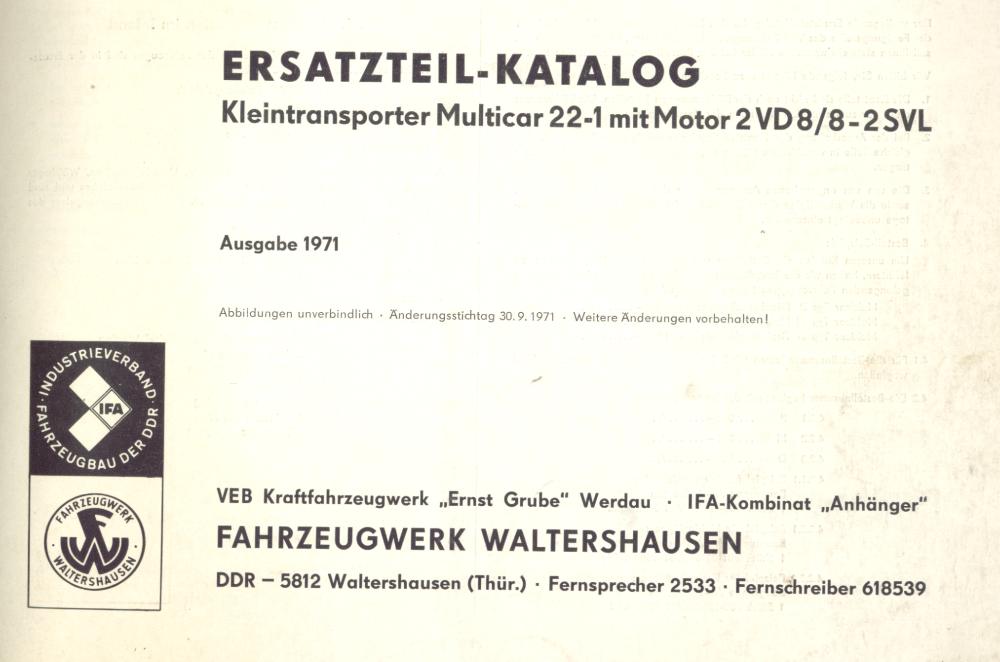 ERSATZTEIL-KATALOG
Kleintransporter Multicar 22-1 mit Motor 2 VD 8/8 - 2 SVL
Ausgabe 1971
Abbildungen unverbindlich · Änderungsstichtag 30. 9. 1971 · Weitere Änderungen vorbehalten!
INDUSTRIEVERBAND
FAHRZEUGBAU DER DDR
IFA
FAHRZEUGWERK
FWW
WALTERSHAUSEN
VEB Kraftfahrzeugwerk „Ernst Grube“ Werdau · IFA-Kombinat „Anhänger“
FAHRZEUGWERK WALTERSHAUSEN
DDR – 5812 Waltershausen (Thür.) · Fernsprecher 2533 · Fernschreiber 618539